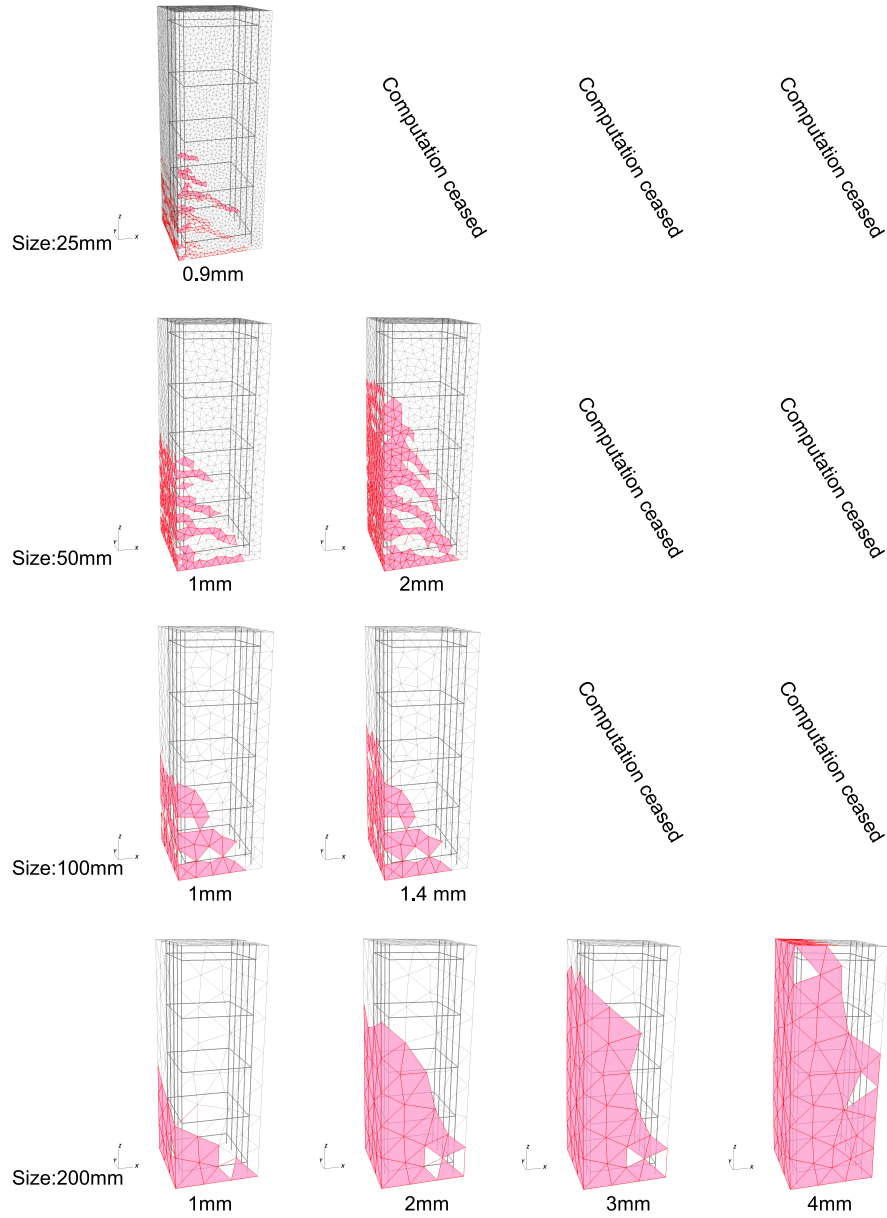 Computation ceased
Computation ceased
Computation ceased
Z
Y
X
Size:25mm
0.9mm
Computation ceased
Computation ceased
Z
Y
X
Z
Y
X
Size:50mm
1mm
2mm
Computation ceased
Computation ceased
Z
Y
X
Z
Y
X
Size:100mm
1mm
1.4 mm
Z
Y
X
Z
Y
X
Z
Y
X
Z
Y
X
Size:200mm
1mm
2mm
3mm
4mm